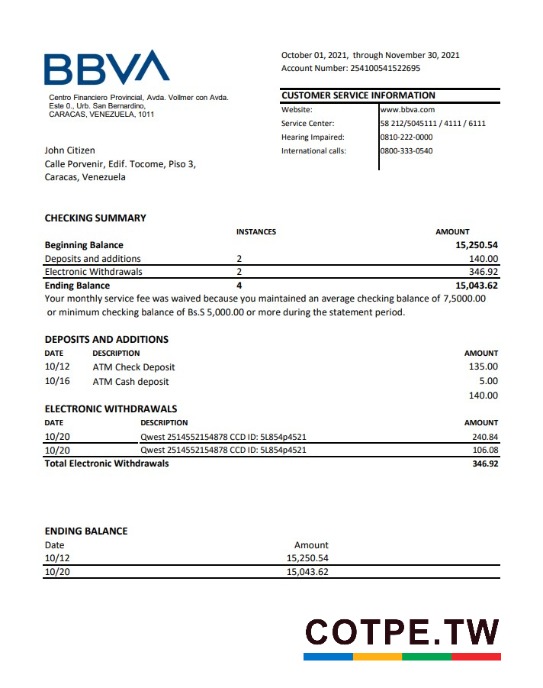 BBVA
Centro Financiero Provincial, Avda. Vollmer con Avda.
Este 0., Urb. San Bernardino,
CARACAS, VENEZUELA, 1011
October 01, 2021, through November 30, 2021
Account Number: 254100541522695
CUSTOMER SERVICE INFORMATION
Website: www.bbva.com
Service Center: 58 212/5045111 / 4111 / 6111
Hearing Impaired: 0810-222-0000
International calls: 0800-333-0540
John Citizen
Calle Porvenir, Edif. Tocome, Piso 3,
Caracas, Venezuela
CHECKING SUMMARY
INSTANCES AMOUNT
Beginning Balance 15,250.54
Deposits and additions 2 140.00
Electronic Withdrawals 2 346.92
Ending Balance 4 15,043.62
Your monthly service fee was waived because you maintained an average checking balance of 7,5000.00
or minimum checking balance of Bs.S 5,000.00 or more during the statement period.
DEPOSITS AND ADDITIONS
DATE DESCRIPTION AMOUNT
10/12 ATM Check Deposit 135.00
10/16 ATM Cash deposit 5.00
140.00
ELECTRONIC WITHDRAWALS
DATE DESCRIPTION AMOUNT
10/20 Qwest 2514552154878 CCD ID: 5L854p4521 240.84
10/20 Qwest 2514552154878 CCD ID: 5L854p4521 106.08
Total Electronic Withdrawals 346.92
ENDING BALANCE
Date Amount
10/12 15,250.54
10/20 15,043.62
COTPE.TW